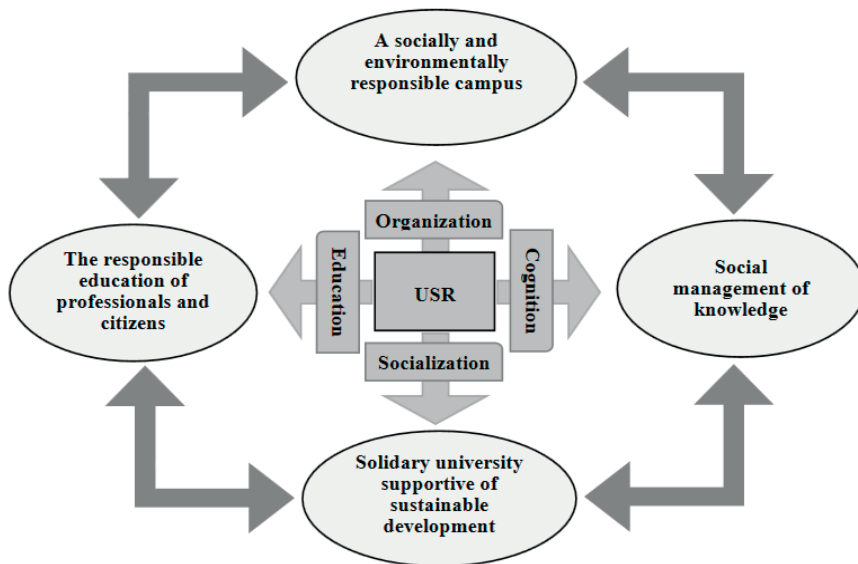 A socially and
environmentally
responsible campus
Organization
The responsible
education of
professionals and
citizens
Education
USR
Cognition
Social
management of
knowledge
Socialization
Solidary university
supportive of
sustainable
development